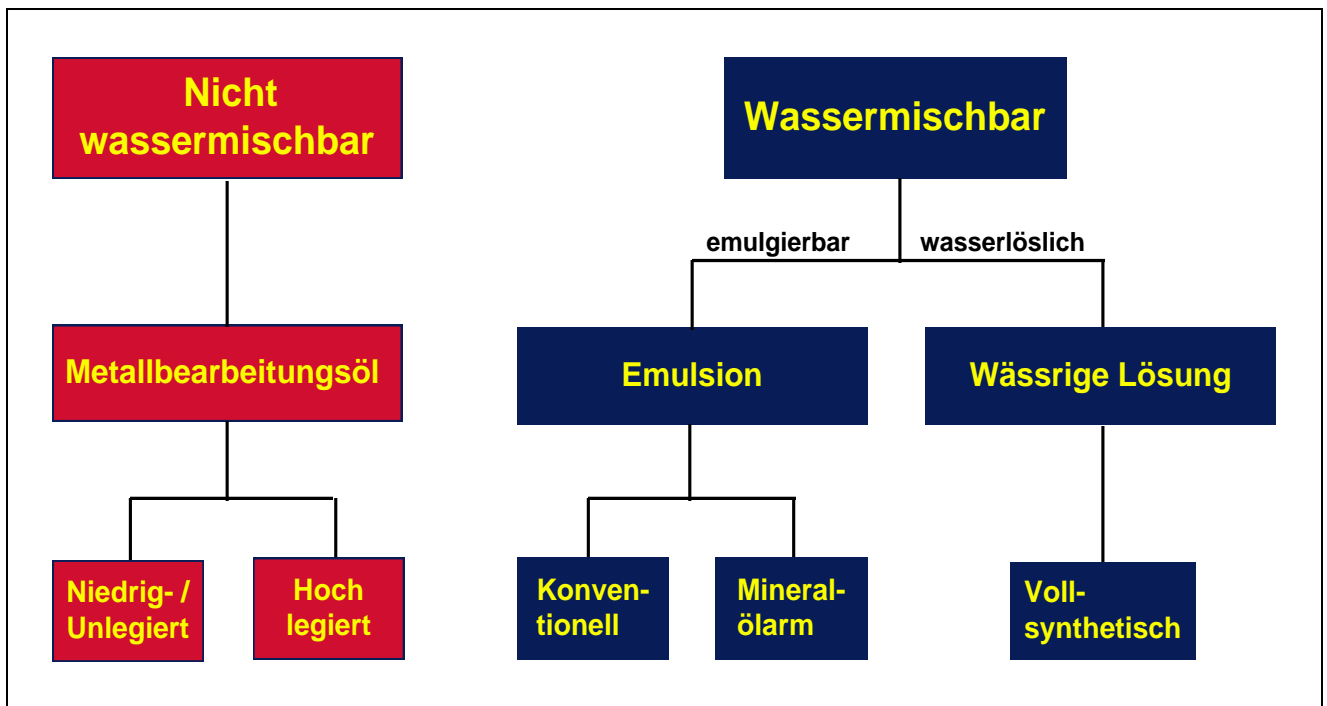 Nicht
wassermischbar
Wassermischbar
emulgierbar
wasserlöslich
Metallbearbeitungsöl
Emulsion
Wässrige Lösung
Niedrig- /
Unlegiert
Hoch
legiert
Konven-
tionell
Mineral-
ölarm
Voll-
synthetisch